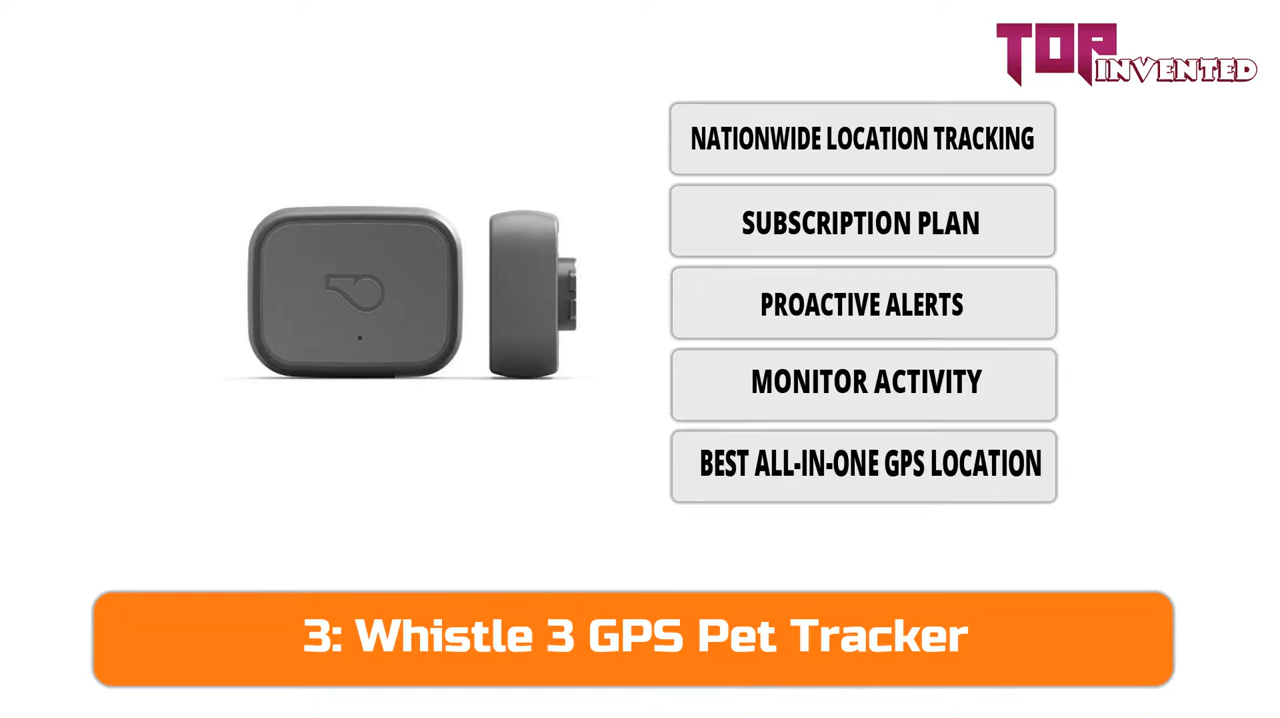 TOP
INVENTED
NATIONWIDE LOCATION TRACKING
SUBSCRIPTION PLAN
PROACTIVE ALERTS
MONITOR ACTIVITY
BEST ALL-IN-ONE GPS LOCATION
3: Whistle 3 GPS Pet Tracker